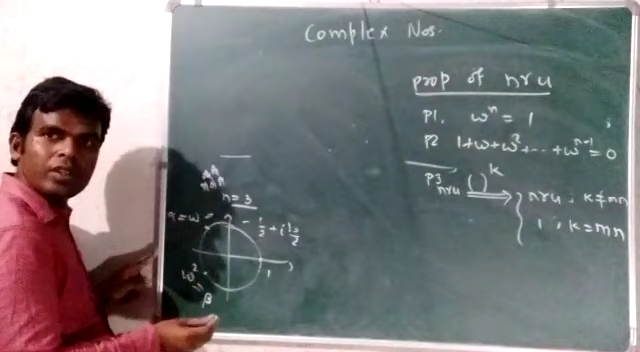 Complex Nos.
prop of nru
P1. ω^n = 1 ;
P2 1+ω+ω^2+---+ω^n-1=0
P3 nru ( )^k ⟹ { nru ; k≠mn
1 ; k=mn
n=3
α=ω - 1/2 + i √3/2
ω^2 1
= β